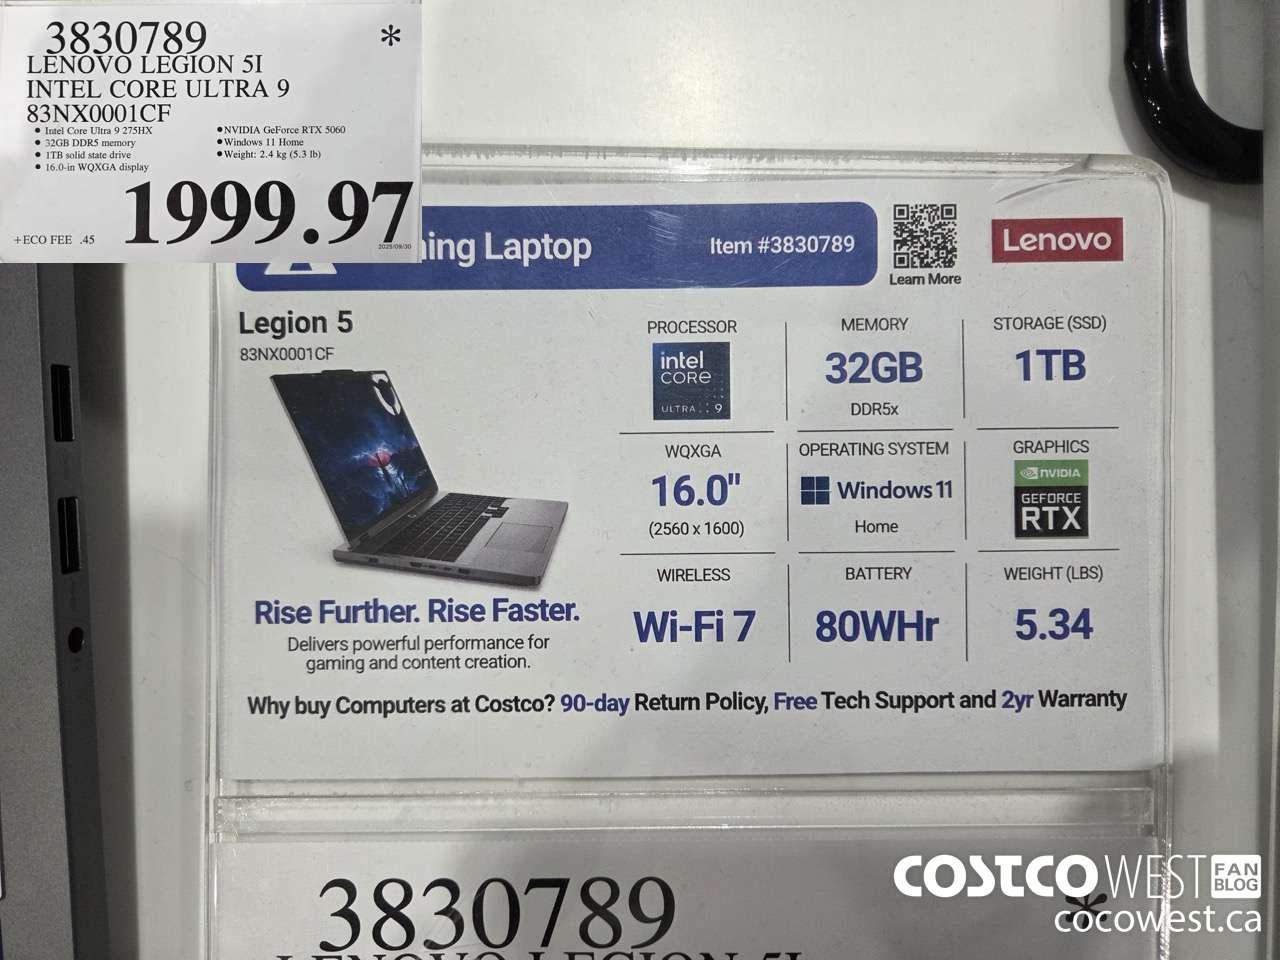 3830789 *
LENOVO LEGION 5I
INTEL CORE ULTRA 9
83NX0001CF
• Intel Core Ultra 9 275HX
• 32GB DDR5 memory
• 1TB solid state drive
• 16.0-in WQXGA display
• NVIDIA GeForce RTX 5060
• Windows 11 Home
• Weight: 2.4 kg (5.3 lb)
+ECO FEE .45
1999.97
2025/09/30
ing Laptop
Item #3830789
Learn More
Lenovo
Legion 5
83NX0001CF
Rise Further. Rise Faster.
Delivers powerful performance for
gaming and content creation.
PROCESSOR
intel
CORE
ULTRA 9
MEMORY
32GB
DDR5x
STORAGE (SSD)
1TB
WQXGA
16.0"
(2560 x 1600)
OPERATING SYSTEM
Windows 11
Home
GRAPHICS
NVIDIA
GEFORCE
RTX
WIRELESS
Wi-Fi 7
BATTERY
80WHr
WEIGHT (LBS)
5.34
Why buy Computers at Costco? 90-day Return Policy, Free Tech Support and 2yr Warranty
3830789 *
LENOVO LEGION 5I
COSTCO WEST FAN BLOG
cocowest.ca